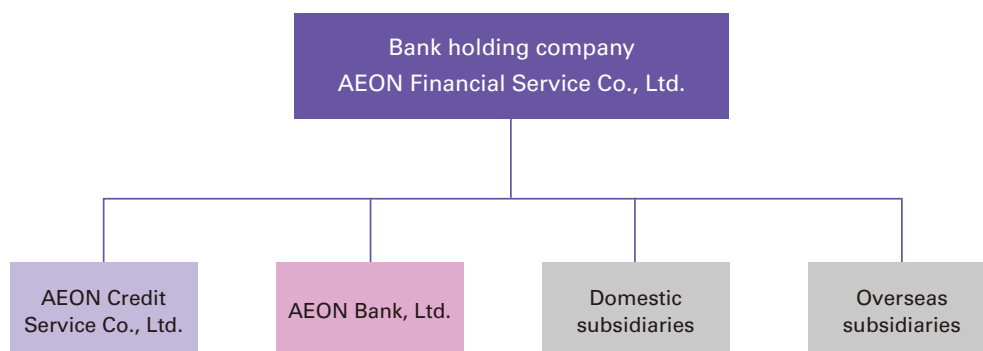 Bank holding company
AEON Financial Service Co., Ltd.
AEON Credit
Service Co., Ltd.
AEON Bank, Ltd.
Domestic
subsidiaries
Overseas
subsidiaries